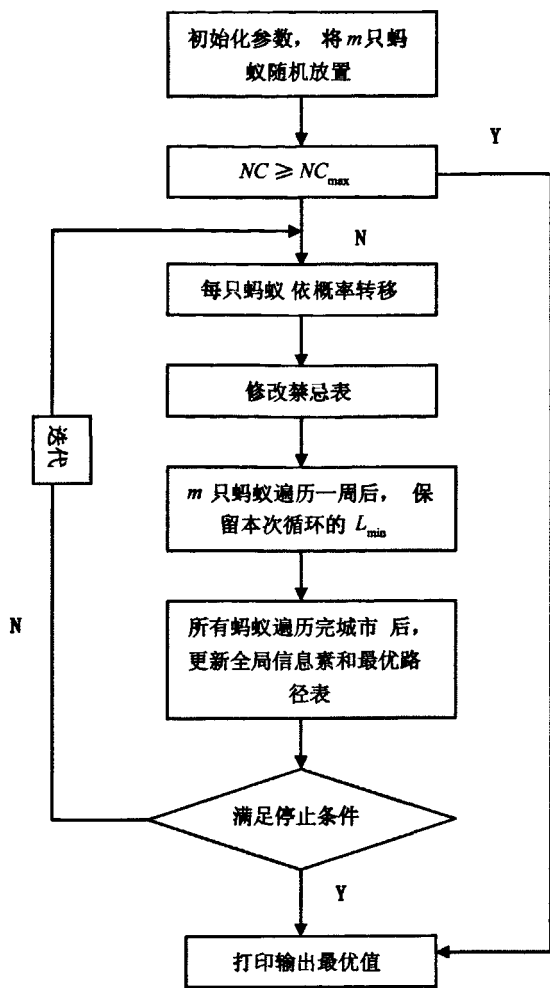 初始化参数， 将 m 只蚂
蚁随机放置
Y
NC ≥ NCmax
N
每只蚂蚁 依概率转移
修改禁忌表
迭代
m 只蚂蚁遍历一周后， 保
留本次循环的 Lmin
N
所有蚂蚁遍历完城市 后，
更新全局信息素和最优路
径表
满足停止条件
Y
打印输出最优值